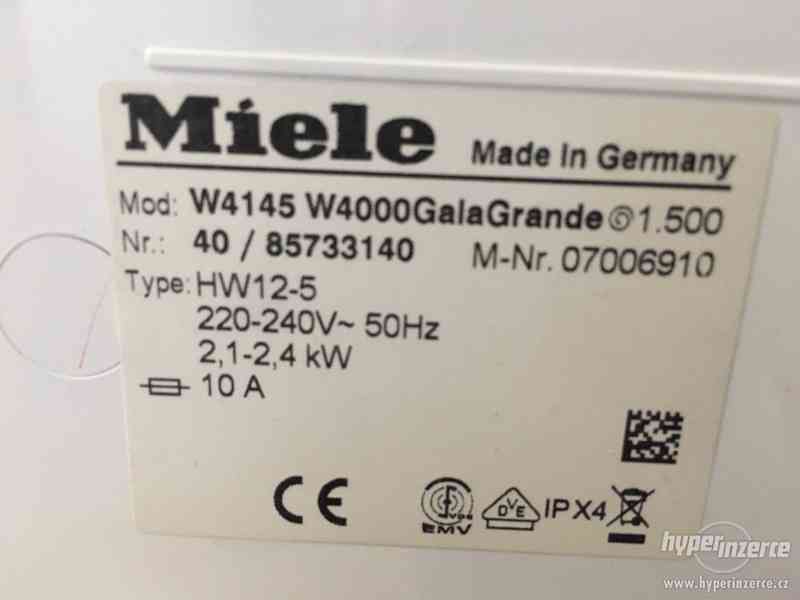 Miele Made In Germany
Mod: W4145 W4000GalaGrande 1.500
Nr.: 40 / 85733140 M-Nr. 07006910
Type: HW12-5
220-240V~ 50Hz
2,1-2,4 kW
10 A
CE EMV DVE IPX4
hyperinzerce
www.hyperinzerce.cz